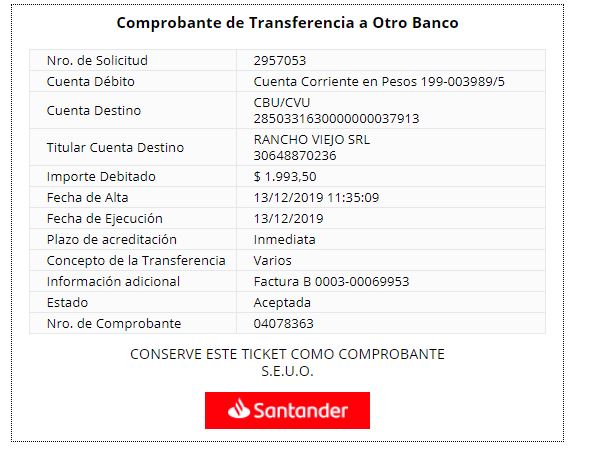 Comprobante de Transferencia a Otro Banco
Nro. de Solicitud 2957053
Cuenta Débito Cuenta Corriente en Pesos 199-003989/5
Cuenta Destino CBU/CVU
2850331630000000037913
Titular Cuenta Destino RANCHO VIEJO SRL
30648870236
Importe Debitado $ 1.993,50
Fecha de Alta 13/12/2019 11:35:09
Fecha de Ejecución 13/12/2019
Plazo de acreditación Inmediata
Concepto de la Transferencia Varios
Información adicional Factura B 0003-00069953
Estado Aceptada
Nro. de Comprobante 04078363
CONSERVE ESTE TICKET COMO COMPROBANTE
S.E.U.O.
Santander